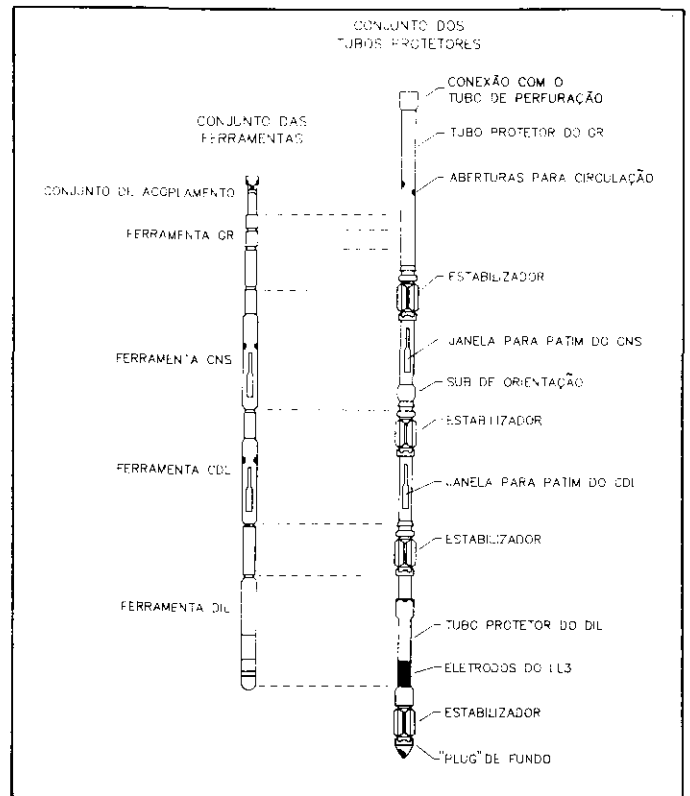 CONJUNTO DOS
TUBOS PROTETORES
CONEXÃO COM O
TUBO DE PERFURAÇÃO
TUBO PROTETOR DO GR
ABERTURAS PARA CIRCULAÇÃO
ESTABILIZADOR
JANELA PARA PATIM DO CNS
SUB DE ORIENTAÇÃO
ESTABILIZADOR
JANELA PARA PATIM DO CDL
ESTABILIZADOR
TUBO PROTETOR DO DIL
ELETRODOS DO LL3
ESTABILIZADOR
"PLUG" DE FUNDO
CONJUNTO DAS
FERRAMENTAS
CONJUNTO DE ACOPLAMENTO
FERRAMENTA GR
FERRAMENTA CNS
FERRAMENTA CDL
FERRAMENTA DIL